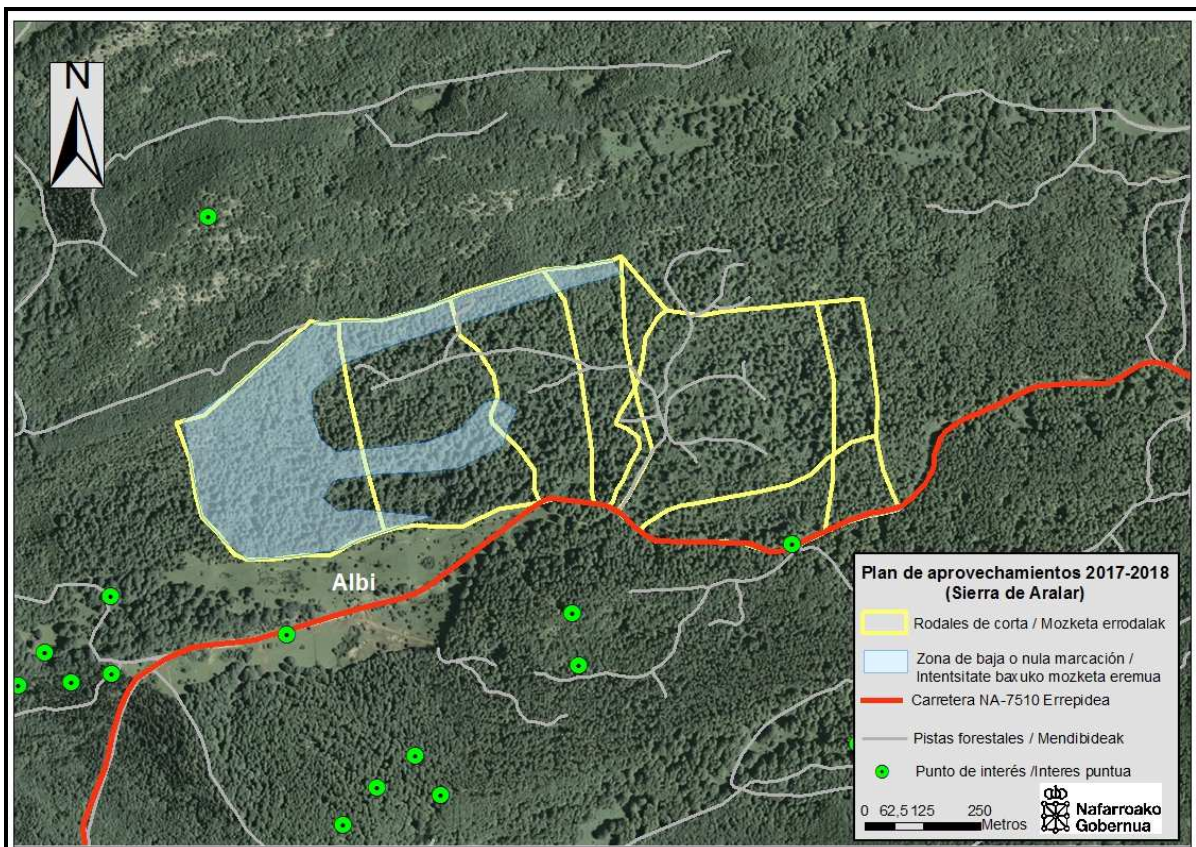 N
Albi
Plan de aprovechamientos 2017-2018
(Sierra de Aralar)
Rodales de corta / Mozketa errodalak
Zona de baja o nula marcación /
Intentsitate baxuko mozketa eremua
Carretera NA-7510 Errepidea
Pistas forestales / Mendibideak
Punto de interés /Interes puntua
0 62,5 125 250
Metros
Nafarroako
Gobernua